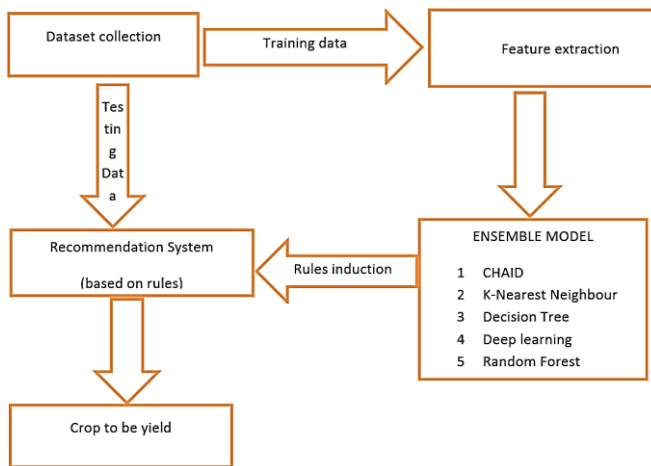 Dataset collection
Training data
Feature extraction
Tes
tin
g
Dat
a
Recommendation System
(based on rules)
Rules induction
ENSEMBLE MODEL
1 CHAID
2 K-Nearest Neighbour
3 Decision Tree
4 Deep learning
5 Random Forest
Crop to be yield